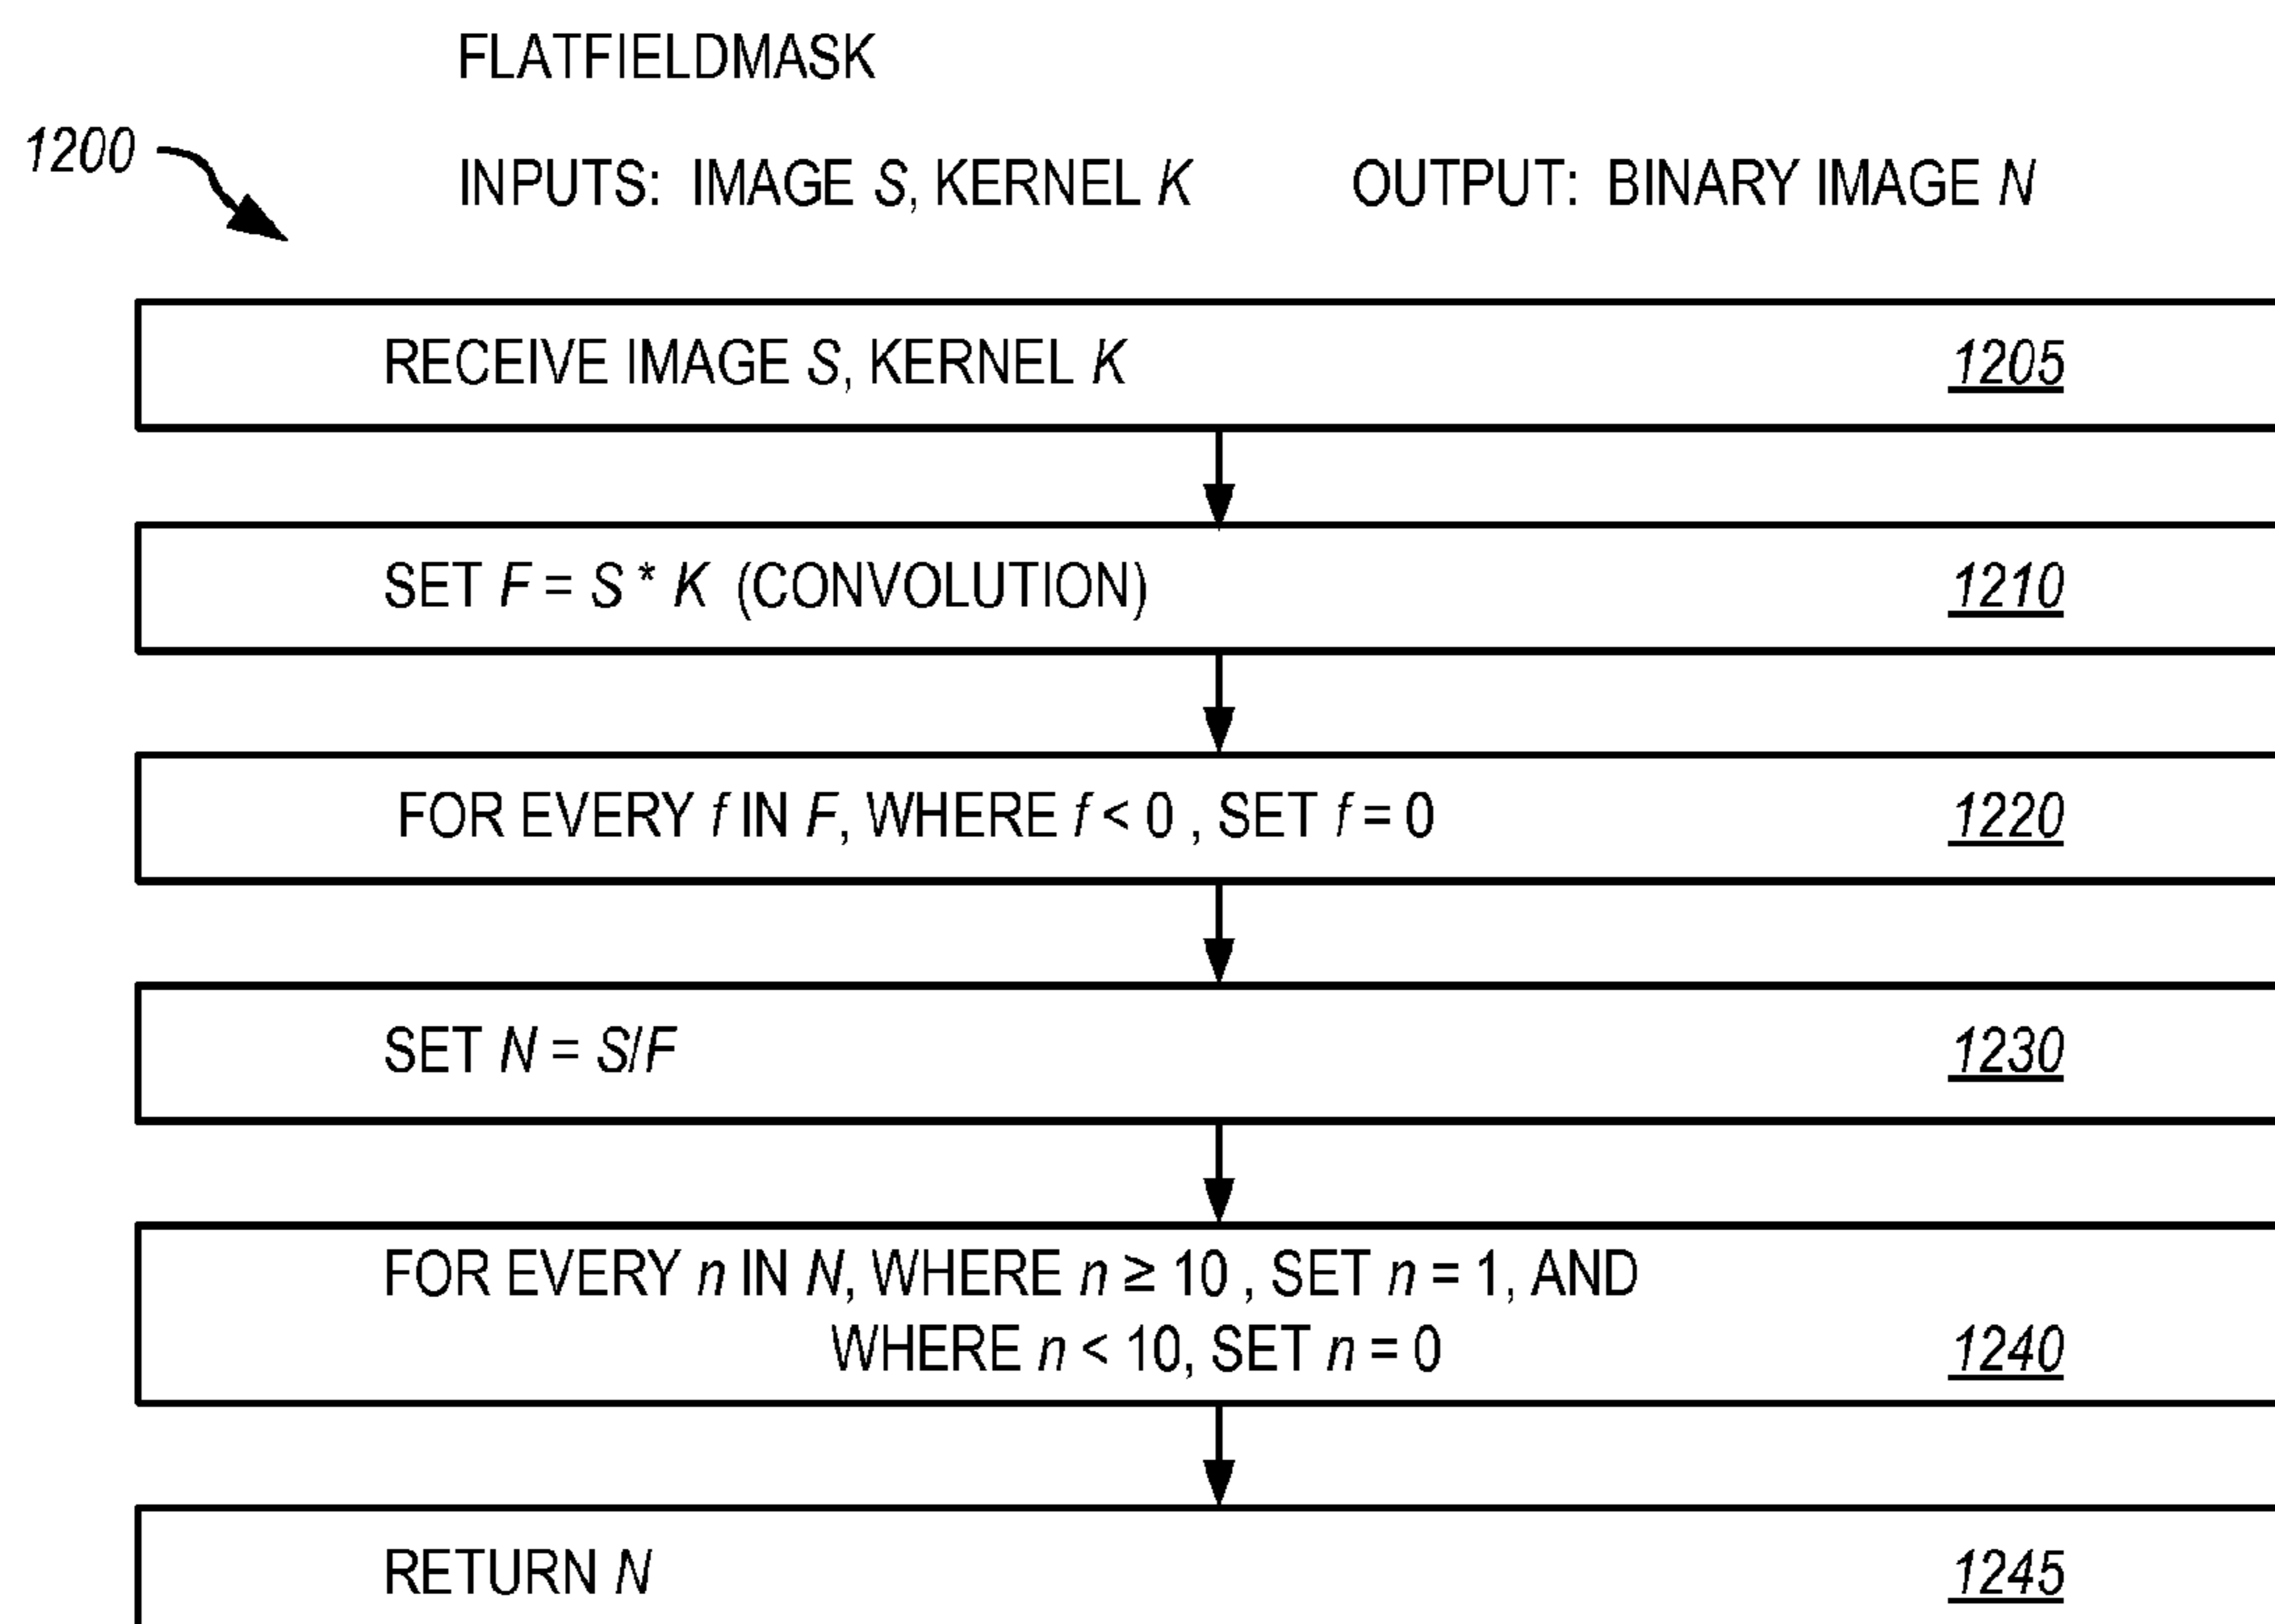 FLATFIELDMASK
1200
INPUTS: IMAGE S, KERNEL K OUTPUT: BINARY IMAGE N
RECEIVE IMAGE S, KERNEL K 1205
SET F = S * K (CONVOLUTION) 1210
FOR EVERY f IN F, WHERE f < 0 , SET f = 0 1220
SET N = S/F 1230
FOR EVERY n IN N, WHERE n ≥ 10 , SET n = 1, AND
WHERE n < 10, SET n = 0 1240
RETURN N 1245